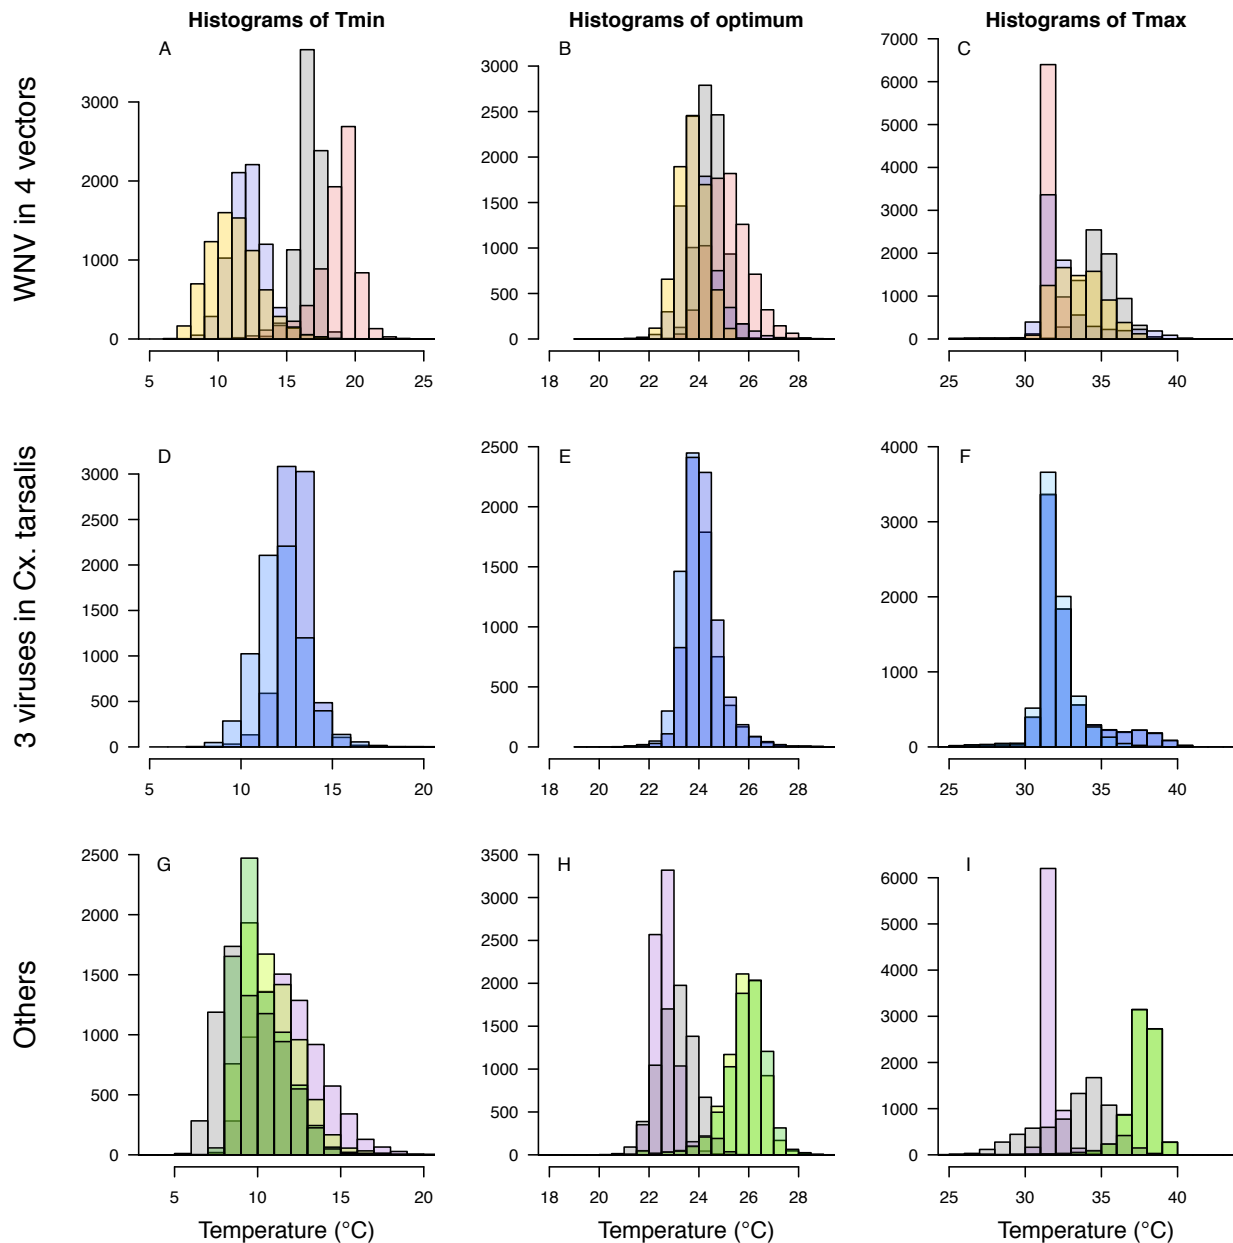 Histograms of Tmin
Histograms of optimum
Histograms of Tmax
WNV in 4 vectors
A
3000
2000
1000
0
5 10 15 20 25
B
3000
2500
2000
1500
1000
500
0
18 20 22 24 26 28
C
7000
6000
5000
4000
3000
2000
1000
0
25 30 35 40
3 viruses in Cx. tarsalis
D
3000
2500
2000
1500
1000
500
0
5 10 15 20
E
2500
2000
1500
1000
500
0
18 20 22 24 26 28
F
4000
3000
2000
1000
0
25 30 35 40
Others
G
2500
2000
1500
1000
500
0
5 10 15 20
Temperature (°C)
H
3500
3000
2500
2000
1500
1000
500
0
18 20 22 24 26 28
Temperature (°C)
I
6000
5000
4000
3000
2000
1000
0
25 30 35 40
Temperature (°C)